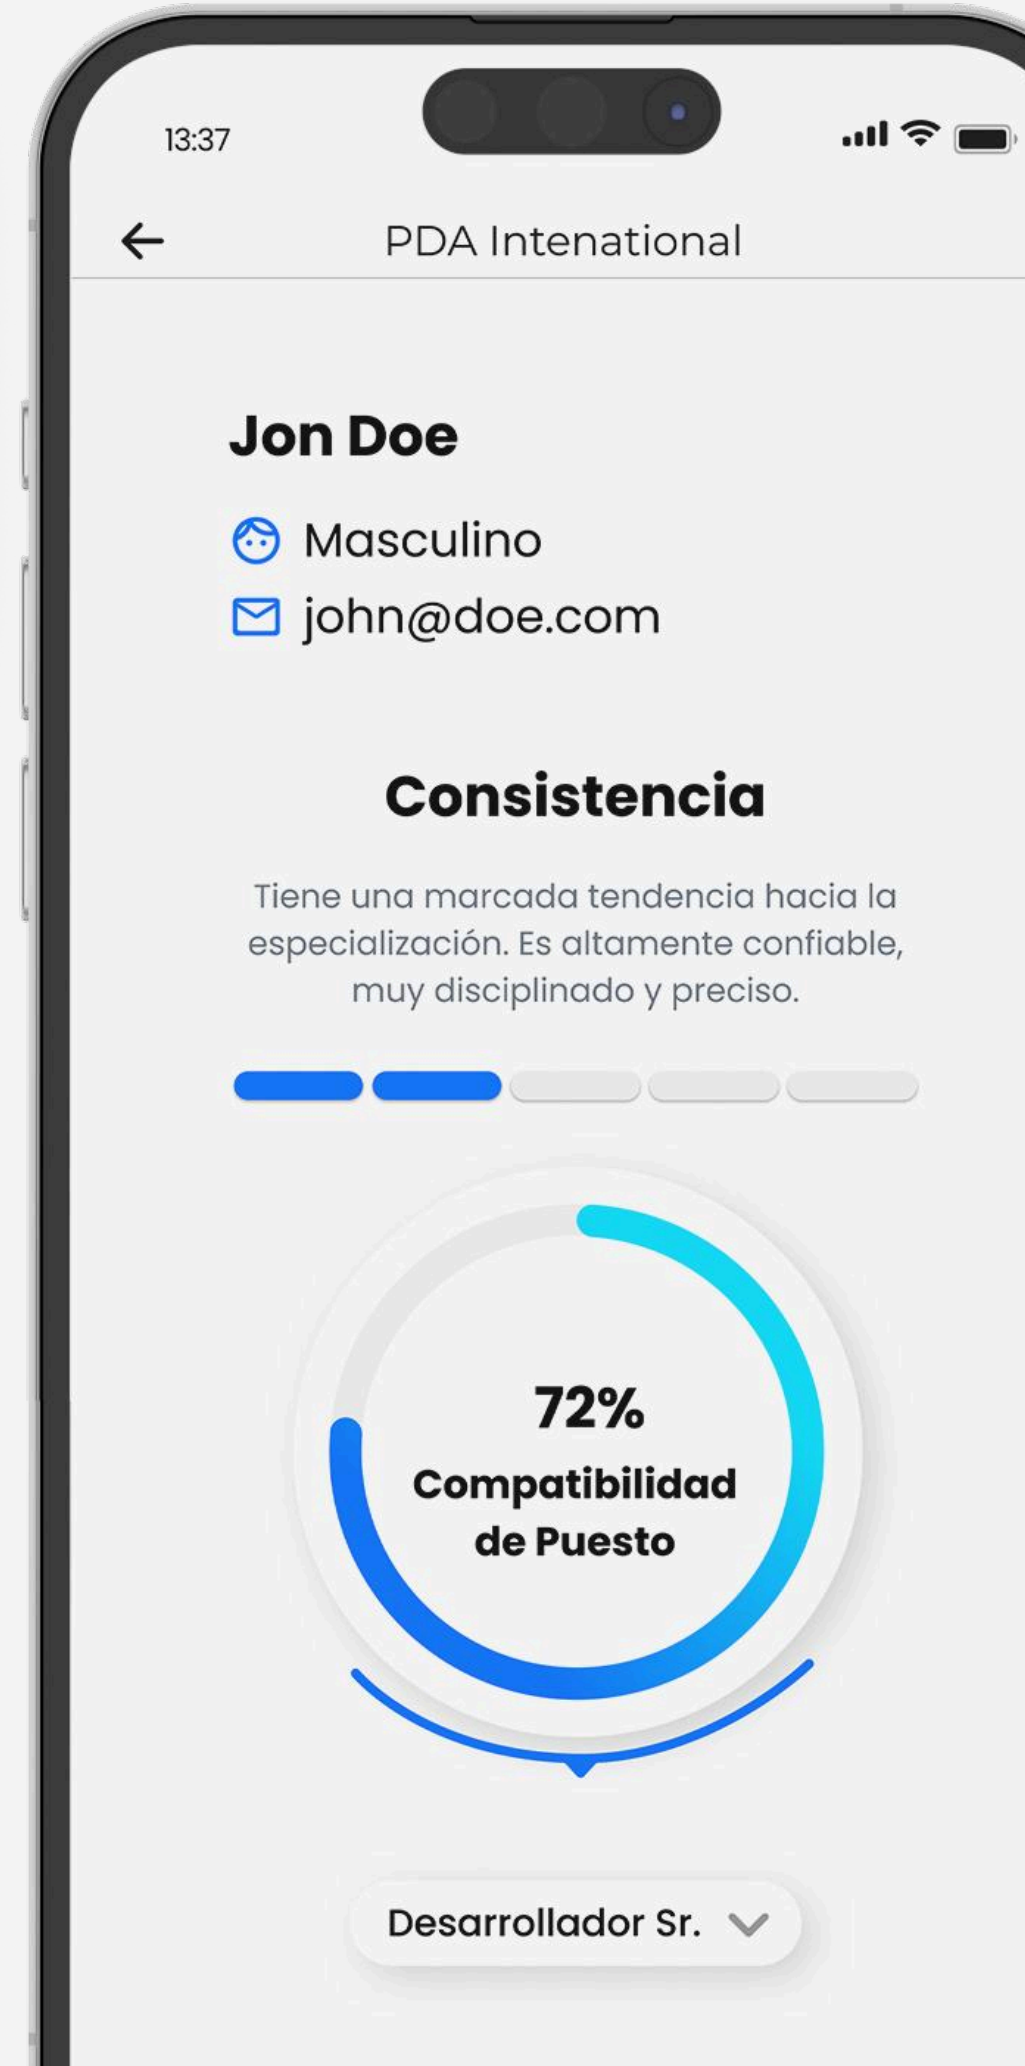 13:37
PDA Intenational
Jon Doe
Masculino
john@doe.com
Consistencia
Tiene una marcada tendencia hacia la
especialización. Es altamente confiable,
muy disciplinado y preciso.
72%
Compatibilidad
de Puesto
Desarrollador Sr.